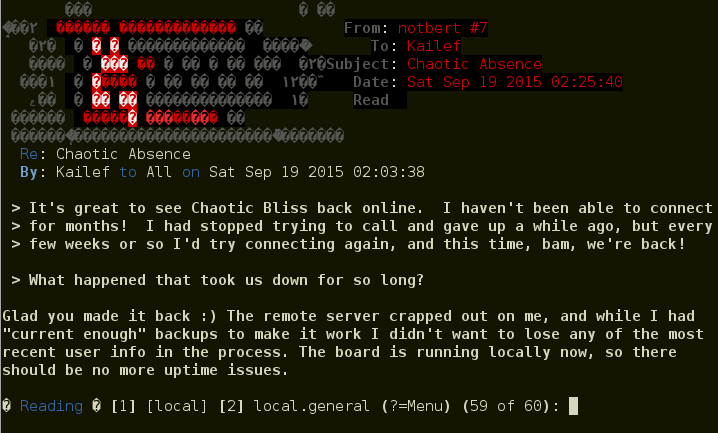 From: notbert #7
To: Kailef
Subject: Chaotic Absence
Date: Sat Sep 19 2015 02:25:40
Read
Re: Chaotic Absence
By: Kailef to All on Sat Sep 19 2015 02:03:38
> It's great to see Chaotic Bliss back online.  I haven't been able to connect
> for months!  I had stopped trying to call and gave up a while ago, but every
> few weeks or so I'd try connecting again, and this time, bam, we're back!
> What happened that took us down for so long?
Glad you made it back :) The remote server crapped out on me, and while I had
"current enough" backups to make it work I didn't want to lose any of the most
recent user info in the process. The board is running locally now, so there
should be no more uptime issues.
� Reading � [1] [local] [2] local.general (?=Menu) (59 of 60):